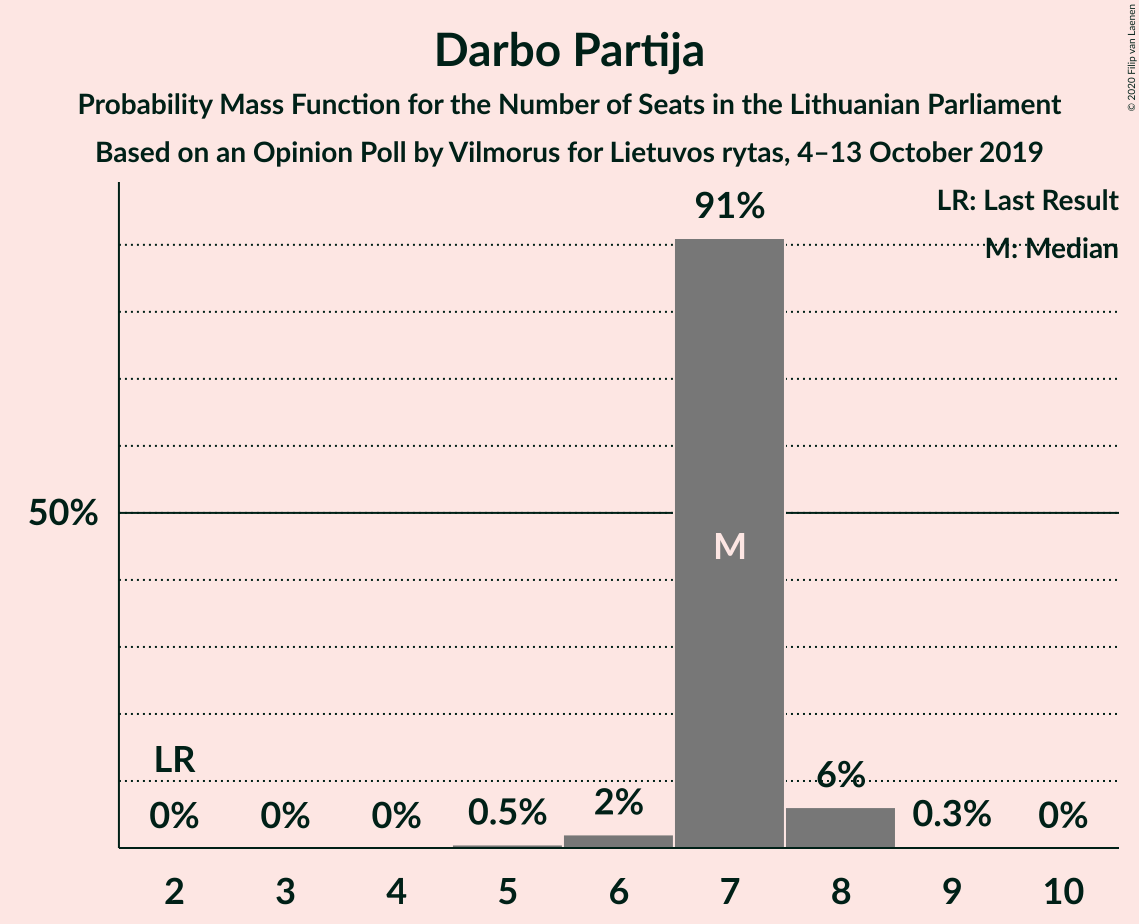 Darbo Partija
Probability Mass Function for the Number of Seats in the Lithuanian Parliament
Based on an Opinion Poll by Vilmorus for Lietuvos rytas, 4–13 October 2019
© 2020 Filip van Laenen
LR: Last Result
M: Median
91%
50%
M
LR
0%
0%
0%
0.5%
2%
6%
0.3%
0%
2 3 4 5 6 7 8 9 10